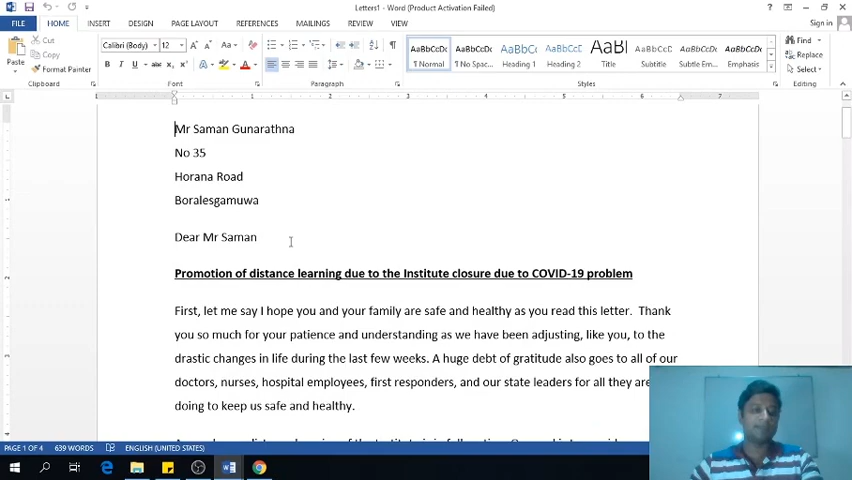 Letters1 - Word (Product Activation Failed)
Sign in
FILE HOME INSERT DESIGN PAGE LAYOUT REFERENCES MAILINGS REVIEW VIEW
Cut
Copy
Format Painter
Paste
Calibri (Body) 12
AaBbCcDc AaBbCcDc AaBbCc AaBbCcC AaBl AaBbCcC AaBbCcDc AaBbCcDc
¶ Normal ¶ No Spac... Heading 1 Heading 2 Title Subtitle Subtle Em... Emphasis
Find
Replace
Select
Clipboard Font Paragraph Styles Editing
Mr Saman Gunarathna
No 35
Horana Road
Boralesgamuwa
Dear Mr Saman
Promotion of distance learning due to the Institute closure due to COVID-19 problem
First, let me say I hope you and your family are safe and healthy as you read this letter. Thank
you so much for your patience and understanding as we have been adjusting, like you, to the
drastic changes in life during the last few weeks. A huge debt of gratitude also goes to all of our
doctors, nurses, hospital employees, first responders, and our state leaders for all they are
doing to keep us safe and healthy.
PAGE 1 OF 4 639 WORDS ENGLISH (UNITED STATES)